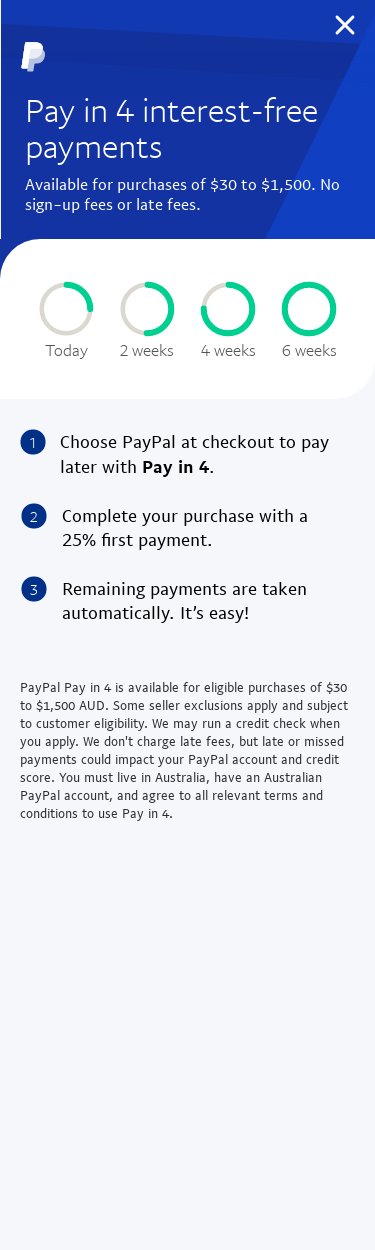 Pay in 4 interest-free
payments
Available for purchases of $30 to $1,500. No
sign-up fees or late fees.
Today 2 weeks 4 weeks 6 weeks
1 Choose PayPal at checkout to pay
later with Pay in 4.
2 Complete your purchase with a
25% first payment.
3 Remaining payments are taken
automatically. It’s easy!
PayPal Pay in 4 is available for eligible purchases of $30
to $1,500 AUD. Some seller exclusions apply and subject
to customer eligibility. We may run a credit check when
you apply. We don't charge late fees, but late or missed
payments could impact your PayPal account and credit
score. You must live in Australia, have an Australian
PayPal account, and agree to all relevant terms and
conditions to use Pay in 4.